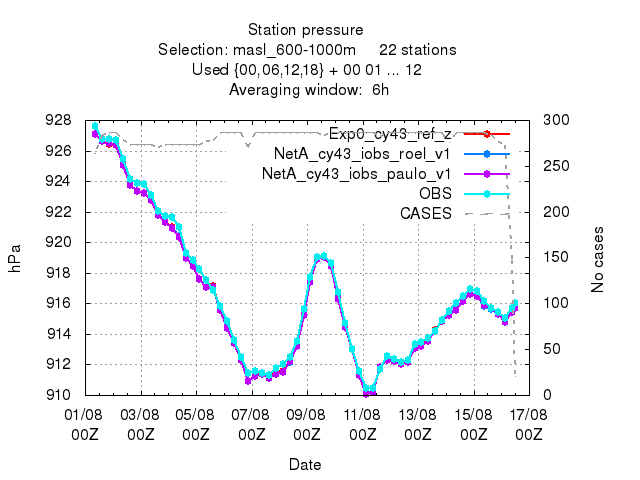 Station pressure
Selection: masl_600-1000m 22 stations
Used {00,06,12,18} + 00 01 ... 12
Averaging window: 6h
928 300
Exp0_cy43_ref_z
926 NetA_cy43_iobs_roel_v1 250
924 NetA_cy43_iobs_paulo_v1
OBS
922 CASES 200
920
918 150
916 100
914
912 50
910 0
hPa
No cases
01/08 03/08 05/08 07/08 09/08 11/08 13/08 15/08 17/08
00Z 00Z 00Z 00Z 00Z 00Z 00Z 00Z 00Z
Date